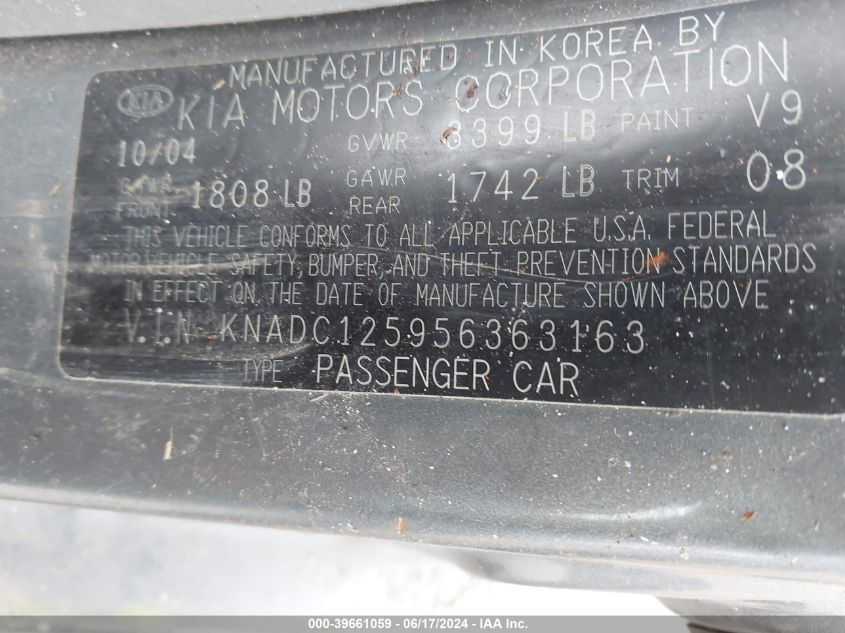 MANUFACTURED IN KOREA BY
KIA KIA MOTORS CORPORATION
10/04 GVWR 3399 LB PAINT V9
GAWR FRONT 1808 LB GAWR REAR 1742 LB TRIM 08
THIS VEHICLE CONFORMS TO ALL APPLICABLE U.S.A. FEDERAL
MOTOR VEHICLE SAFETY, BUMPER, AND THEFT PREVENTION STANDARDS
IN EFFECT ON THE DATE OF MANUFACTURE SHOWN ABOVE
V.I.N KNADC125956363163
TYPE PASSENGER CAR
000-39661059 - 06/17/2024 - IAA Inc.